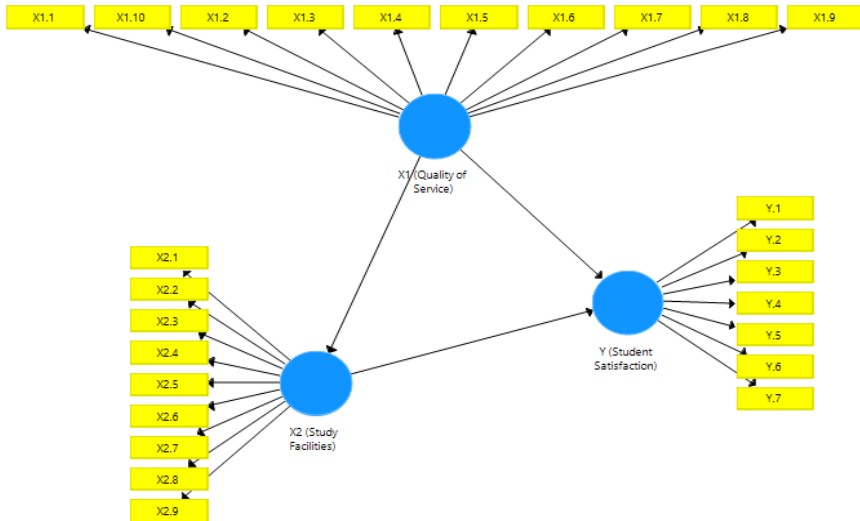 X1.1
X1.10
X1.2
X1.3
X1.4
X1.5
X1.6
X1.7
X1.8
X1.9
X1 (Quality of
Service)
Y.1
Y.2
Y.3
Y.4
Y.5
Y.6
Y.7
Y (Student
Satisfaction)
X2.1
X2.2
X2.3
X2.4
X2.5
X2.6
X2.7
X2.8
X2.9
X2 (Study
Facilities)